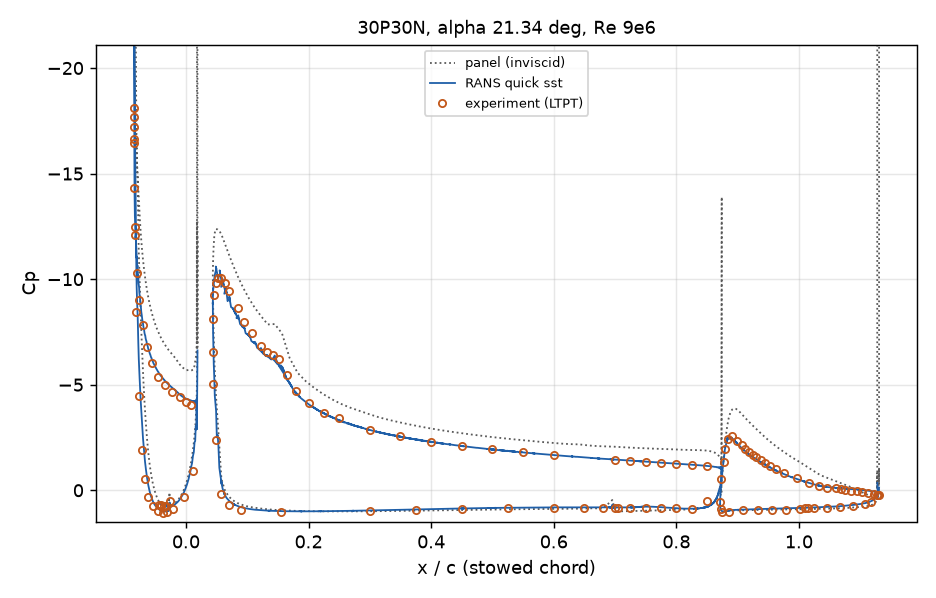 30P30N, alpha 21.34 deg, Re 9e6
panel (inviscid)
RANS quick sst
experiment (LTPT)
Cp
−20
−15
−10
−5
0
0.0 0.2 0.4 0.6 0.8 1.0
x / c (stowed chord)